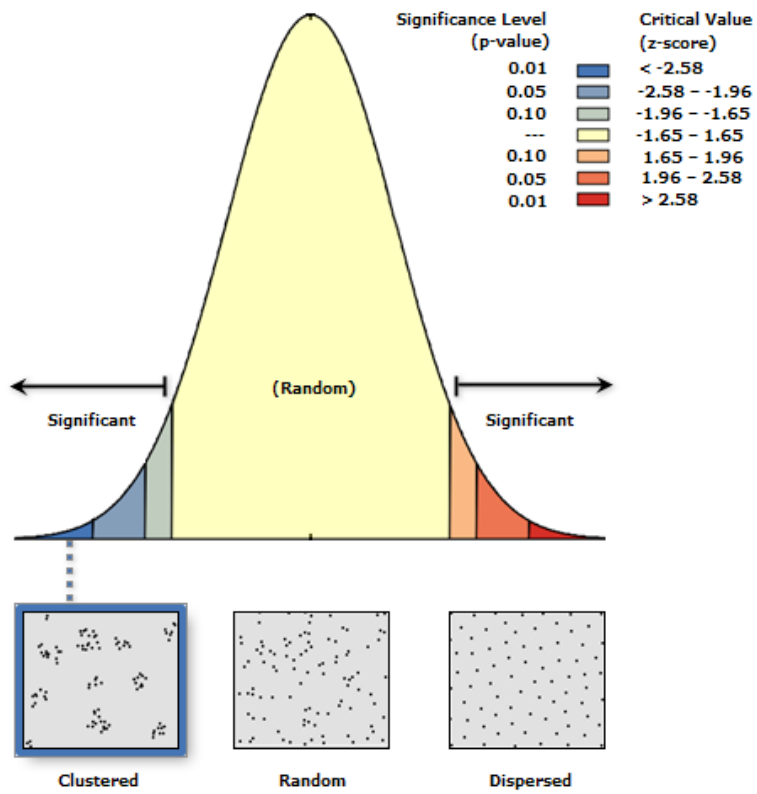 Significance Level Critical Value
(p-value) (z-score)
0.01 < -2.58
0.05 -2.58 – -1.96
0.10 -1.96 – -1.65
--- -1.65 – 1.65
0.10 1.65 – 1.96
0.05 1.96 – 2.58
0.01 > 2.58
(Random)
Significant Significant
Clustered Random Dispersed